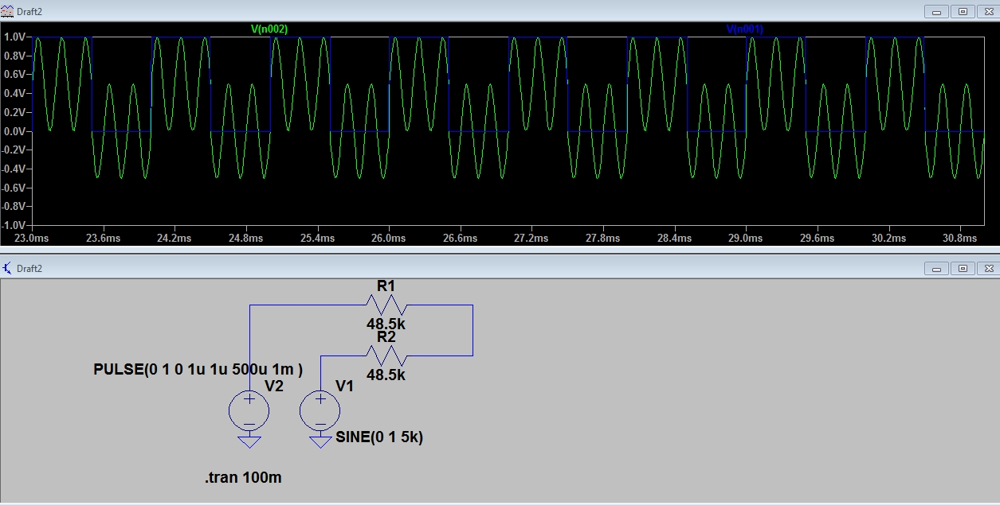 Draft2
V(n002) V(n001)
1.0V
0.8V
0.6V
0.4V
0.2V
0.0V
-0.2V
-0.4V
-0.6V
-0.8V
-1.0V
23.0ms 23.6ms 24.2ms 24.8ms 25.4ms 26.0ms 26.6ms 27.2ms 27.8ms 28.4ms 29.0ms 29.6ms 30.2ms 30.8ms
Draft2
R1
48.5k
R2
48.5k
PULSE(0 1 0 1u 1u 500u 1m )
V2 V1
SINE(0 1 5k)
.tran 100m